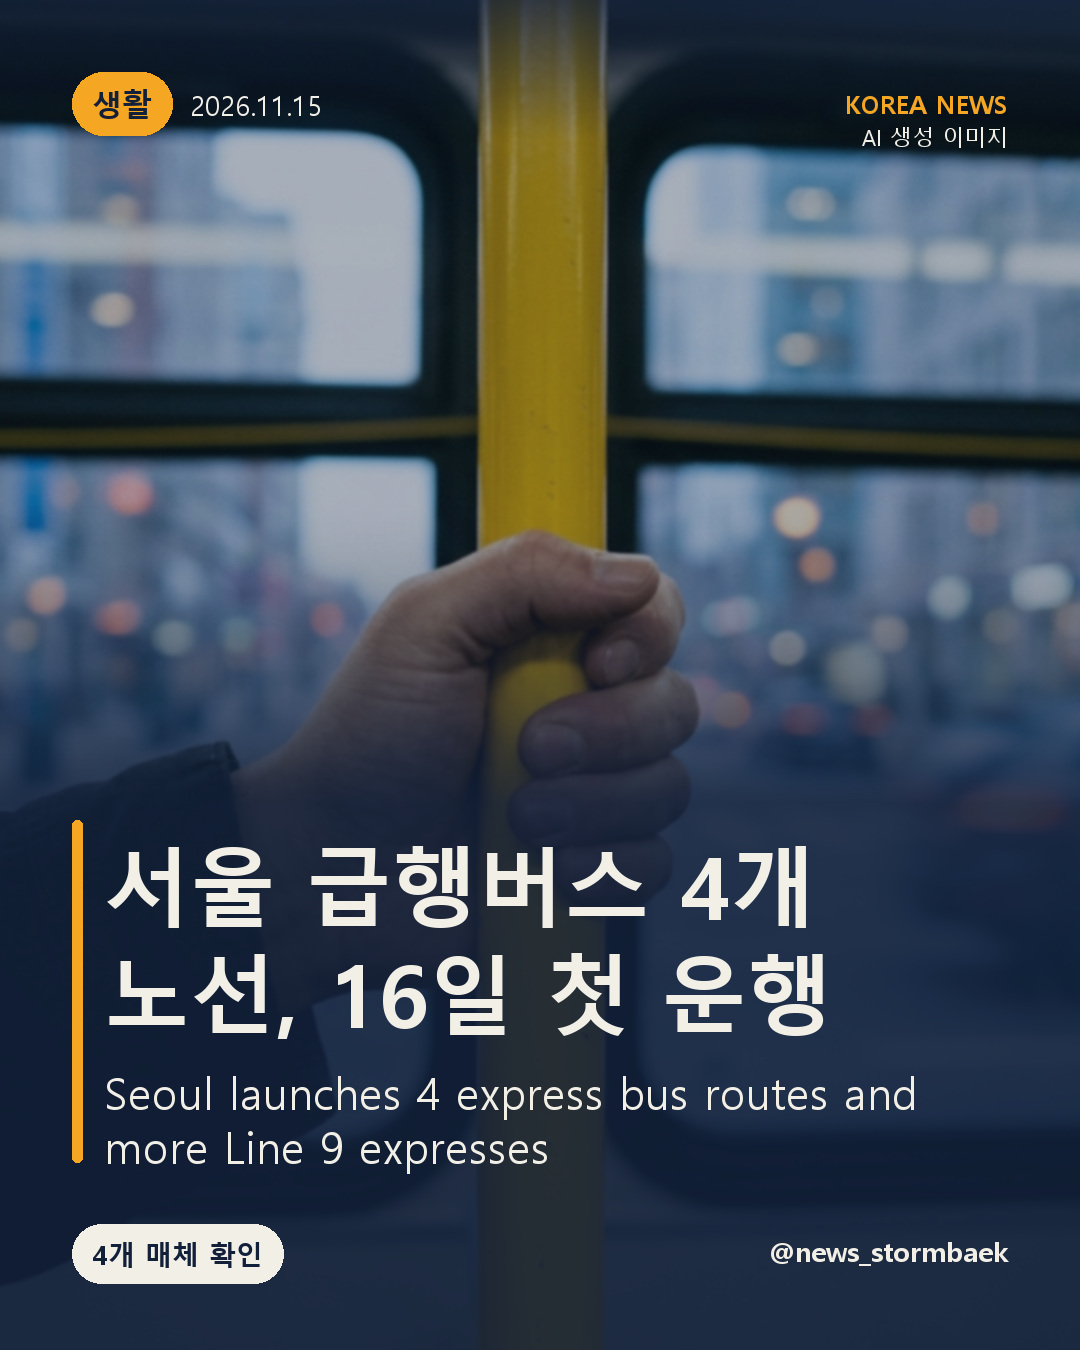 생활 2026.11.15
KOREA NEWS
AI 생성 이미지
서울 급행버스 4개
노선, 16일 첫 운행
Seoul launches 4 express bus routes and
more Line 9 expresses
4개 매체 확인
@news_stormbaek